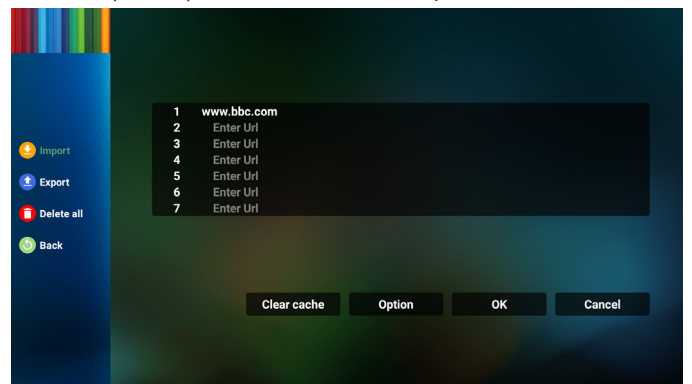 Import
Export
Delete all
Back
1 www.bbc.com
2 Enter Url
3 Enter Url
4 Enter Url
5 Enter Url
6 Enter Url
7 Enter Url
Clear cache Option OK Cancel